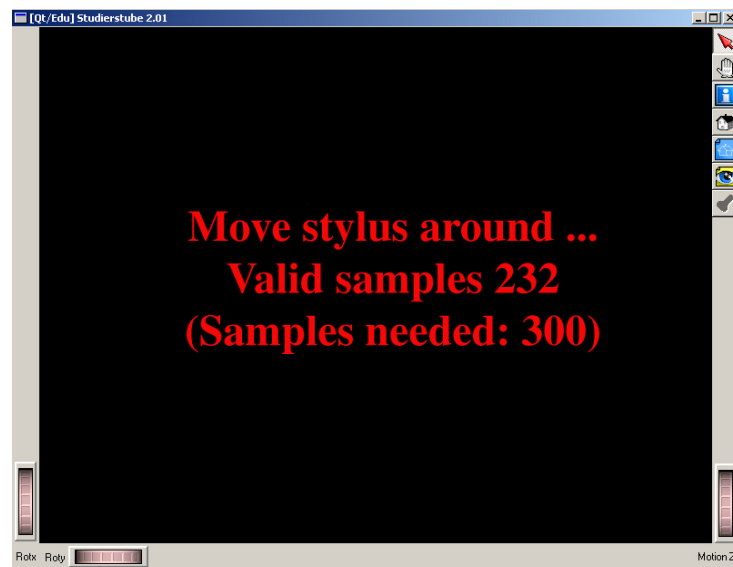 [Qt/Edu] Studierstube 2.01
Move stylus around ...
Valid samples 232
(Samples needed: 300)
Rotx Roty Motion Z